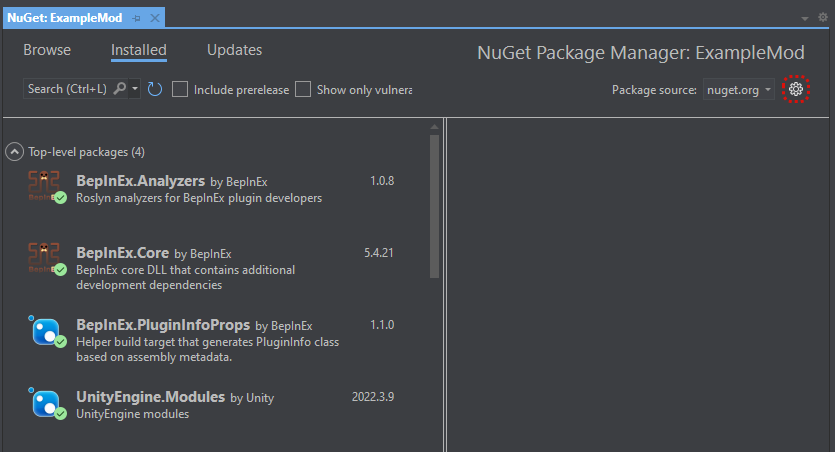 NuGet: ExampleMod
Browse Installed Updates
NuGet Package Manager: ExampleMod
Search (Ctrl+L) Include prerelease Show only vulnera
Package source: nuget.org
Top-level packages (4)
BepInEx.Analyzers by BepInEx 1.0.8
Roslyn analyzers for BepInEx plugin developers
BepInEx.Core by BepInEx 5.4.21
BepInEx core DLL that contains additional
development dependencies
BepInEx.PluginInfoProps by BepInEx 1.1.0
Helper build target that generates PluginInfo class
based on assembly metadata.
UnityEngine.Modules by Unity 2022.3.9
UnityEngine modules